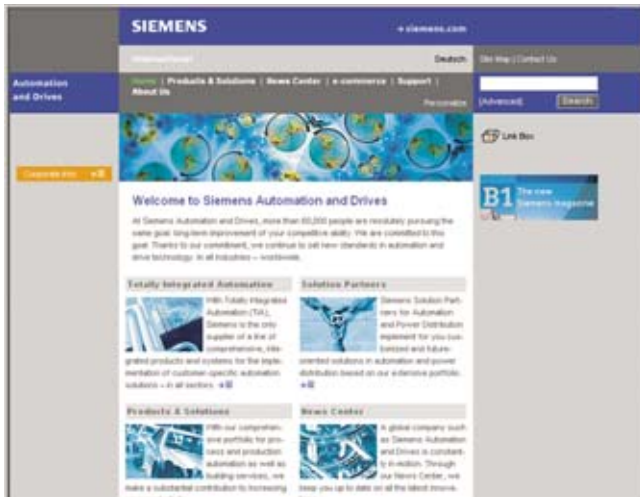 SIEMENS
siemens.com
International
Deutsch
Site Map | Contact Us
Automation
and Drives
Home | Products & Solutions | News Center | e-commerce | Support |
About Us
Personalize
[Advanced]
Search
Link Box
Corporate Info
B1 The new
Siemens magazine
Welcome to Siemens Automation and Drives
At Siemens Automation and Drives, more than 60,000 people are resolutely pursuing the
same goal: long-term improvement of your competitive ability. We are committed to this
goal. Thanks to our commitment, we continue to set new standards in automation and
drive technology. In all industries – worldwide.
Totally Integrated Automation
With Totally Integrated
Automation (TIA),
Siemens is the only
supplier of a line of
comprehensive, inte-
grated products and systems for the imple-
mentation of customer-specific automation
solutions – in all sectors.
Solution Partners
Siemens Solution Part-
ners for Automation
and Power Distribution
implement for you cus-
tomized and future-
oriented solutions in automation and power
distribution based on our extensive portfolio.
Products & Solutions
With our comprehen-
sive portfolio for pro-
cess and production
automation as well as
building services, we
make a substantial contribution to increasing
News Center
A global company such
as Siemens Automation
and Drives is constant-
ly in motion. Through
our News Center, we
keep you up to date on all the latest innova-